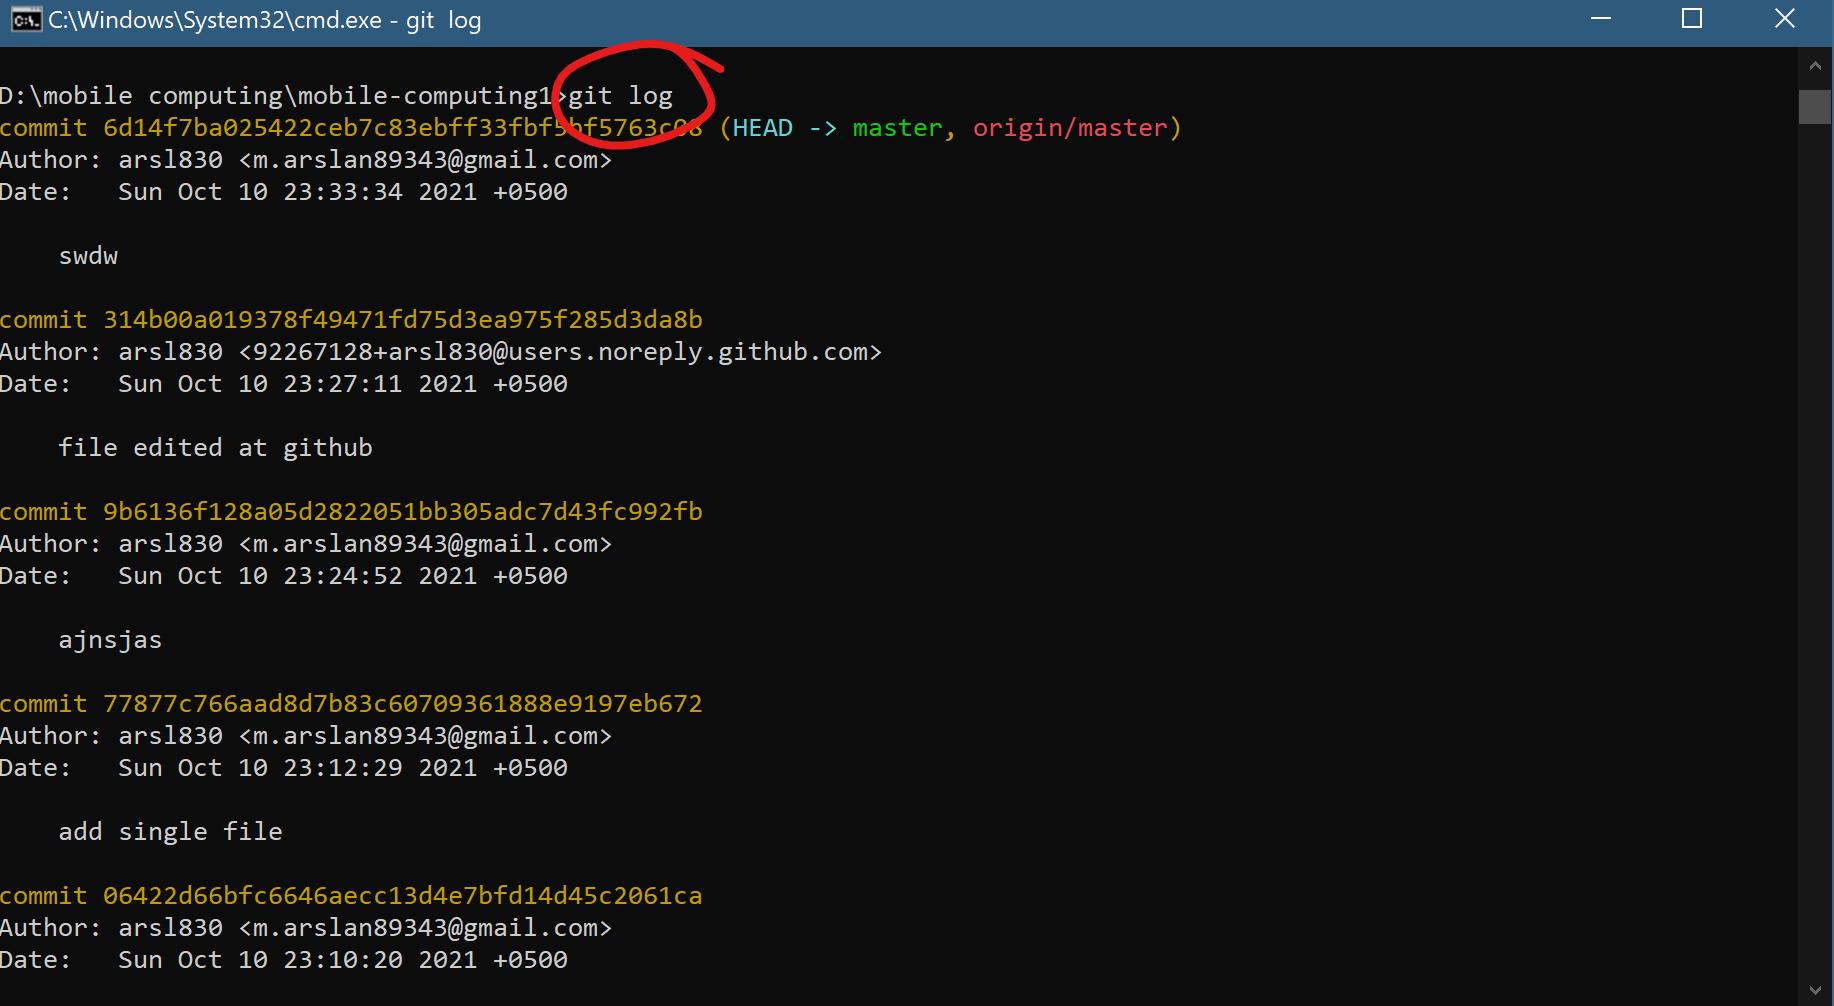 C:\Windows\System32\cmd.exe - git  log
D:\mobile computing\mobile-computing1>git log
commit 6d14f7ba025422ceb7c83ebff33fbf5bf5763c08 (HEAD -> master, origin/master)
Author: arsl830 <m.arslan89343@gmail.com>
Date:   Sun Oct 10 23:33:34 2021 +0500
swdw
commit 314b00a019378f49471fd75d3ea975f285d3da8b
Author: arsl830 <92267128+arsl830@users.noreply.github.com>
Date:   Sun Oct 10 23:27:11 2021 +0500
file edited at github
commit 9b6136f128a05d2822051bb305adc7d43fc992fb
Author: arsl830 <m.arslan89343@gmail.com>
Date:   Sun Oct 10 23:24:52 2021 +0500
ajnsjas
commit 77877c766aad8d7b83c60709361888e9197eb672
Author: arsl830 <m.arslan89343@gmail.com>
Date:   Sun Oct 10 23:12:29 2021 +0500
add single file
commit 06422d66bfc6646aecc13d4e7bfd14d45c2061ca
Author: arsl830 <m.arslan89343@gmail.com>
Date:   Sun Oct 10 23:10:20 2021 +0500